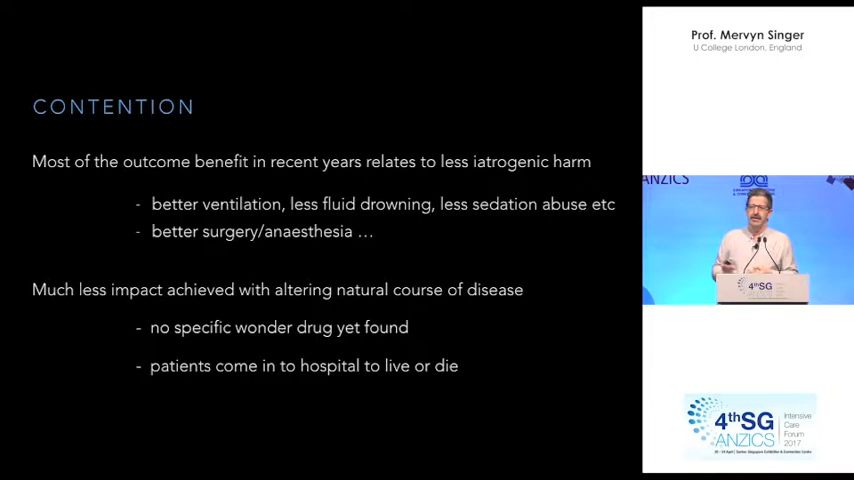 CONTENTION
Most of the outcome benefit in recent years relates to less iatrogenic harm
- better ventilation, less fluid drowning, less sedation abuse etc
- better surgery/anaesthesia ...
Much less impact achieved with altering natural course of disease
- no specific wonder drug yet found
- patients come in to hospital to live or die
Prof. Mervyn Singer
U College London, England
ANZICS
4thSG
4thSG
ANZICS
Intensive
Care
Forum
2017